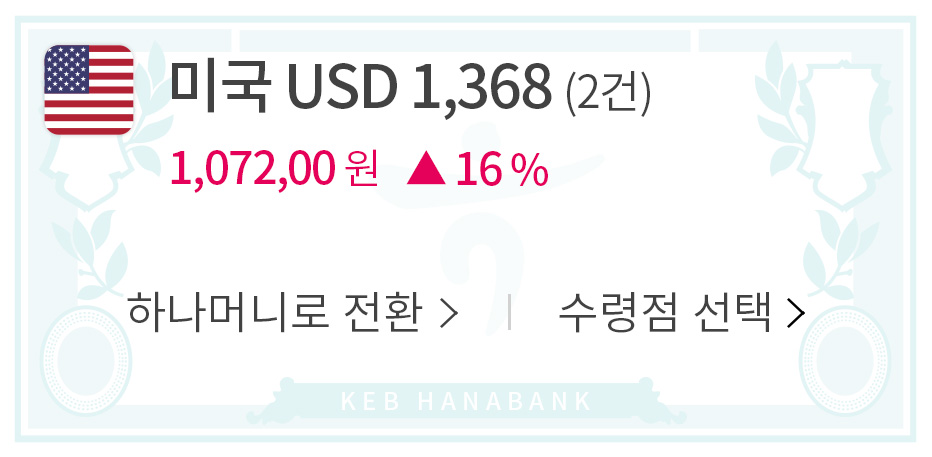 미국 USD 1,368 (2건)
1,072,00 원 ▲ 16 %
하나머니로 전환 > | 수령점 선택 >
KEB HANABANK